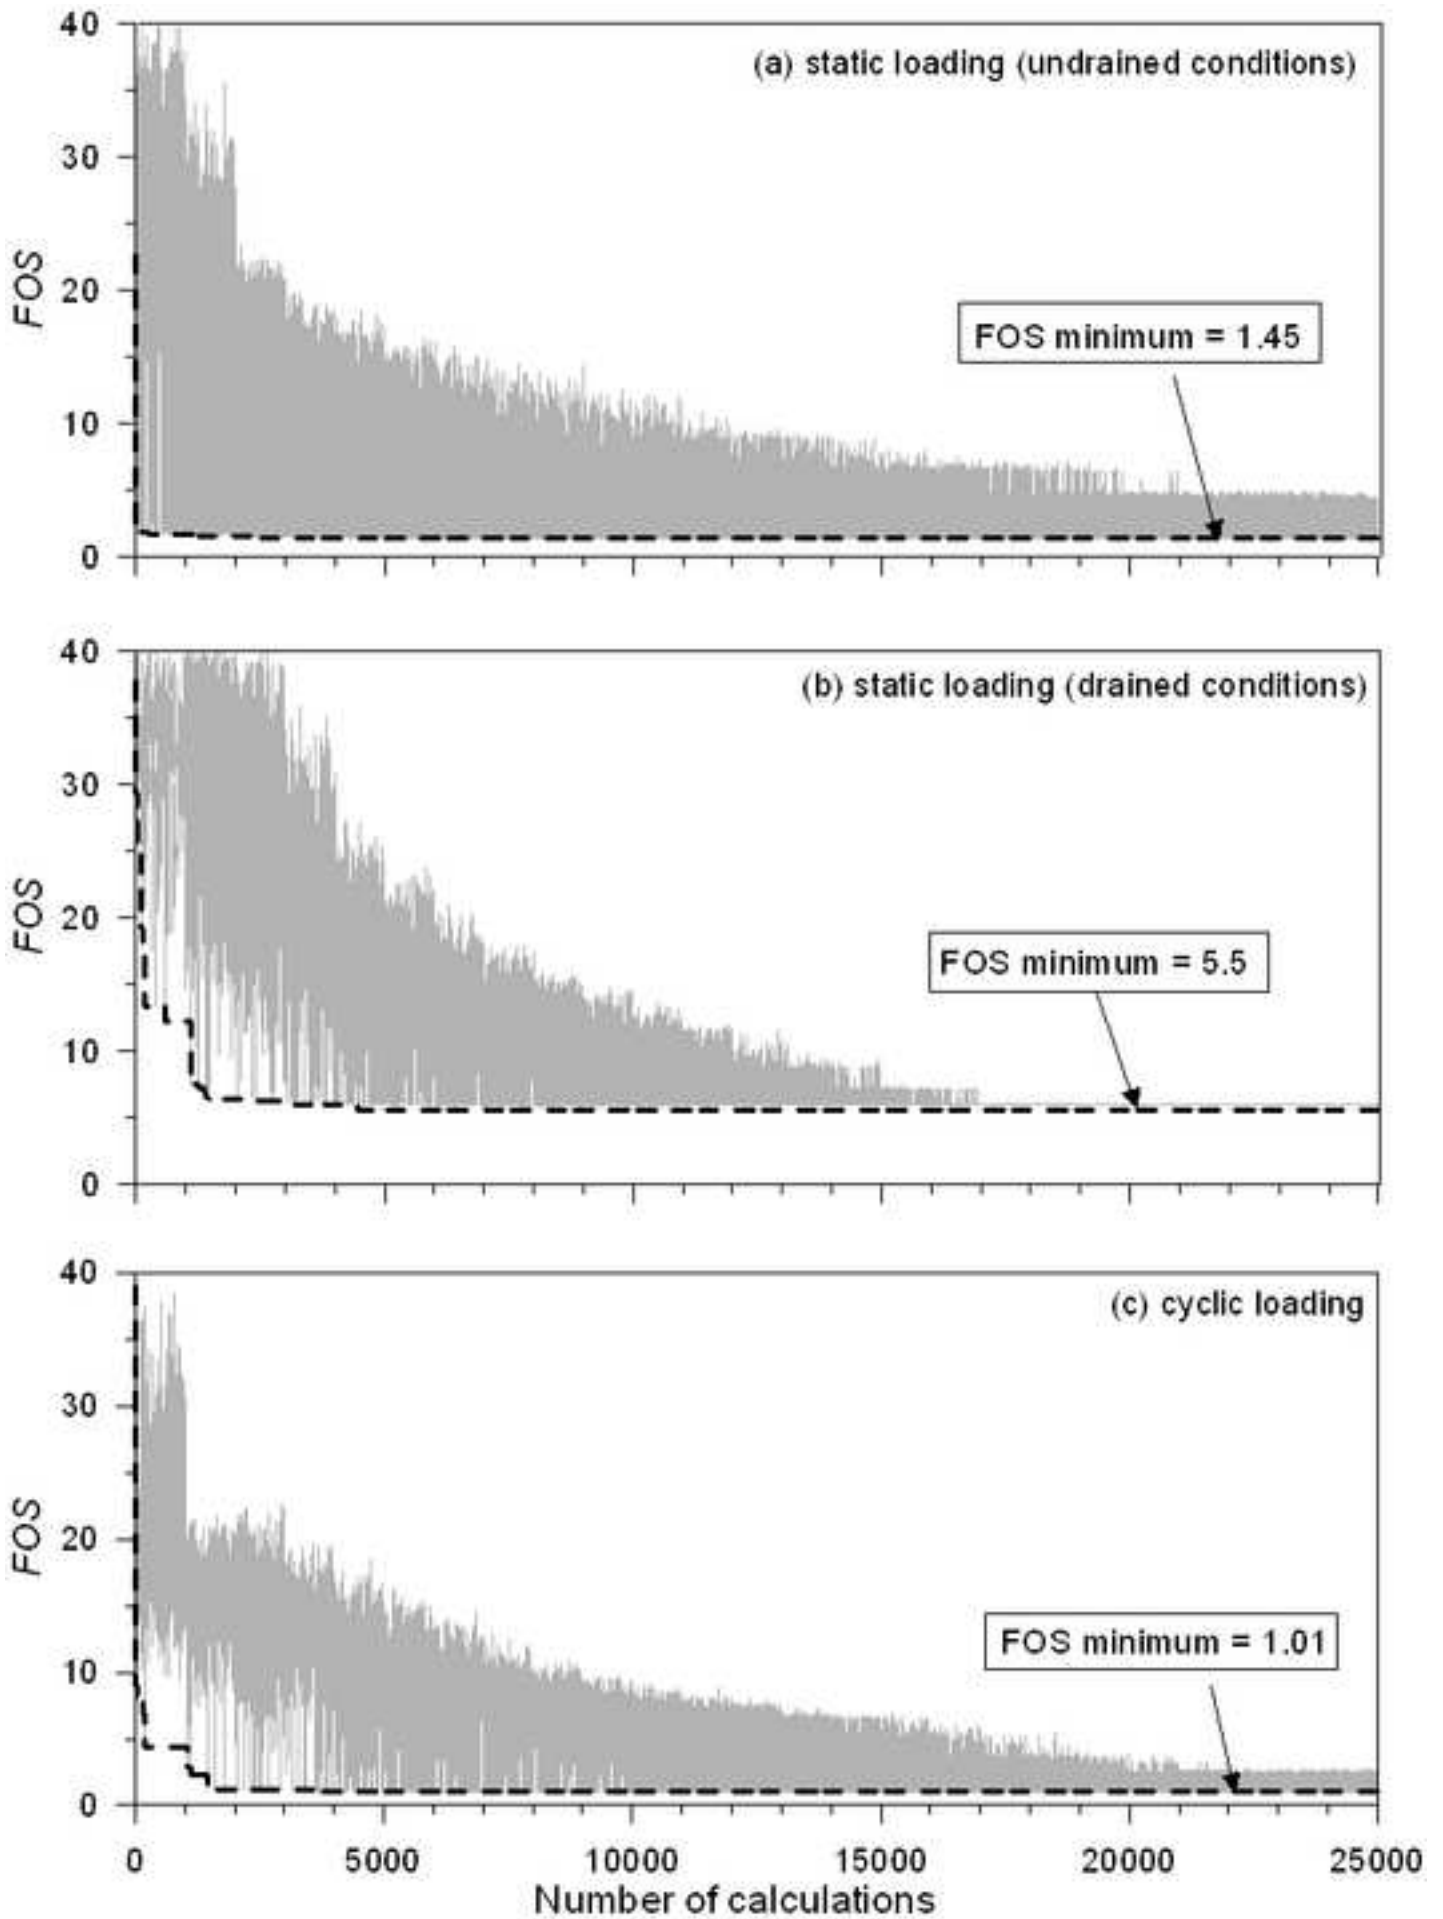 40
(a) static loading (undrained conditions)
30
FOS
20
FOS minimum = 1.45
10
0
40
(b) static loading (drained conditions)
30
FOS
20
FOS minimum = 5.5
10
0
40
(c) cyclic loading
30
FOS
20
FOS minimum = 1.01
10
0
0 5000 10000 15000 20000 25000
Number of calculations